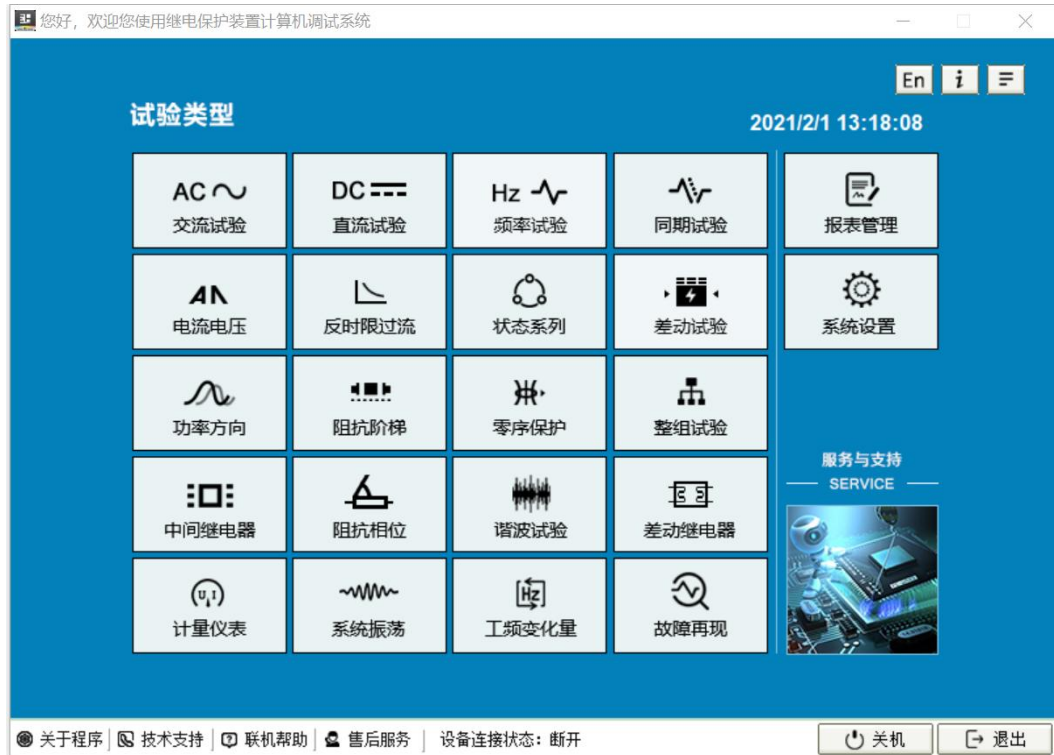 您好，欢迎您使用继电保护装置计算机调试系统
En i
试验类型
2021/2/1 13:18:08
AC DC Hz
交流试验 直流试验 频率试验 同期试验 报表管理
电流电压 反时限过流 状态系列 差动试验 系统设置
功率方向 阻抗阶梯 零序保护 整组试验
服务与支持
SERVICE
中间继电器 阻抗相位 谐波试验 差动继电器
U,I Hz
计量仪表 系统振荡 工频变化量 故障再现
关于程序 技术支持 联机帮助 售后服务 设备连接状态：断开 关机 退出